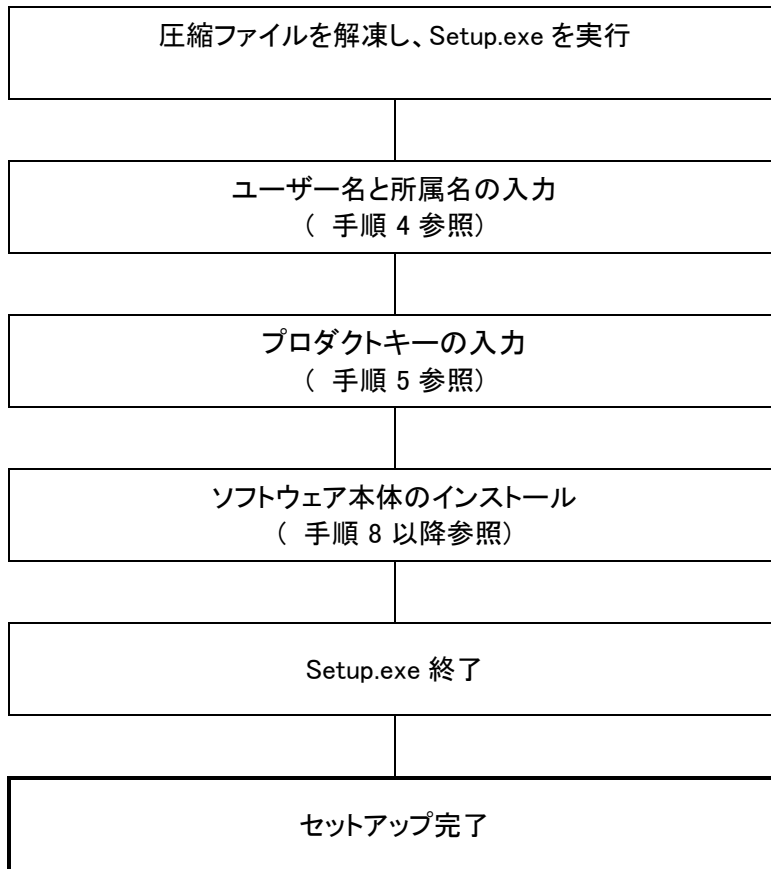 圧縮ファイルを解凍し、Setup.exe を実行
ユーザー名と所属名の入力
（ 手順 4 参照）
プロダクトキーの入力
（ 手順 5 参照）
ソフトウェア本体のインストール
（ 手順 8 以降参照）
Setup.exe 終了
セットアップ完了